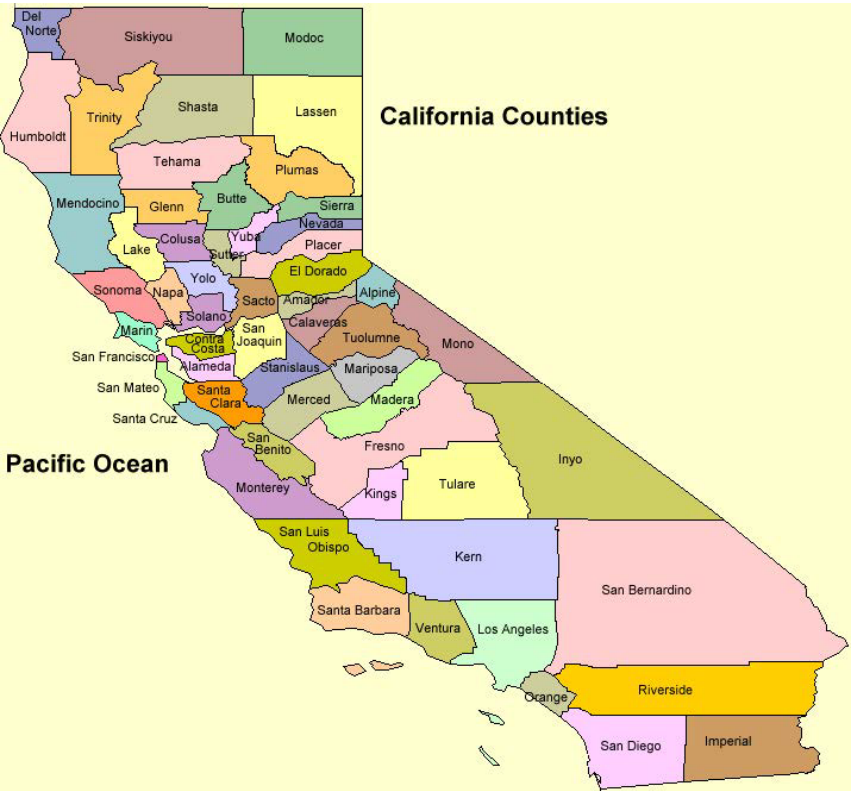 Del
Norte
Siskiyou
Modoc
Shasta
Lassen
California Counties
Trinity
Humboldt
Tehama
Plumas
Butte
Mendocino
Glenn
Sierra
Nevada
Yuba
Colusa
Placer
Lake
Sutter
El Dorado
Yolo
Sonoma
Napa
Alpine
Sacto
Amador
Solano
Calaveras
Marin
San
Joaquin
Contra
Costa
Tuolumne
Mono
San Francisco
Alameda
Stanislaus
Mariposa
San Mateo
Santa
Clara
Merced
Madera
Santa Cruz
San
Benito
Fresno
Pacific Ocean
Inyo
Monterey
Kings
Tulare
San Luis
Obispo
Kern
San Bernardino
Santa Barbara
Ventura
Los Angeles
Orange
Riverside
San Diego
Imperial